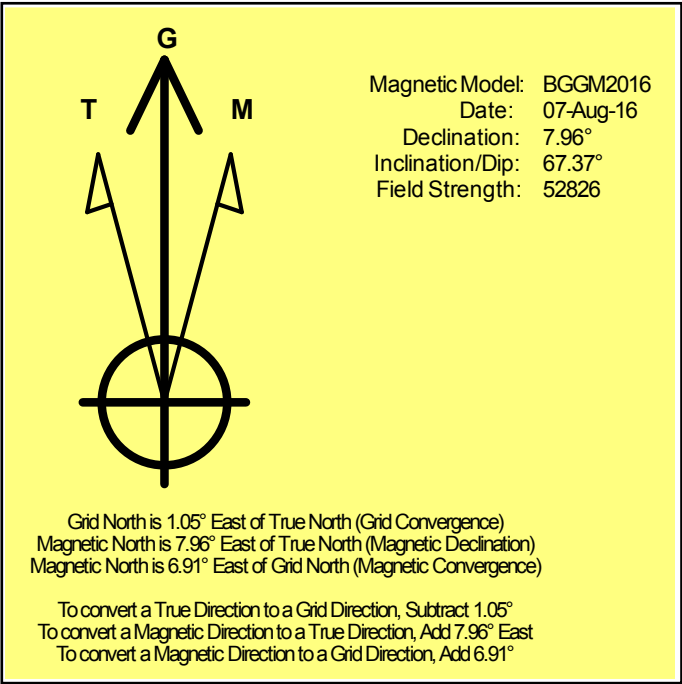 G
T M
Magnetic Model: BGGM2016
Date: 07-Aug-16
Declination: 7.96°
Inclination/Dip: 67.37°
Field Strength: 52826
Grid North is 1.05° East of True North (Grid Convergence)
Magnetic North is 7.96° East of True North (Magnetic Declination)
Magnetic North is 6.91° East of Grid North (Magnetic Convergence)
To convert a True Direction to a Grid Direction, Subtract 1.05°
To convert a Magnetic Direction to a True Direction, Add 7.96° East
To convert a Magnetic Direction to a Grid Direction, Add 6.91°